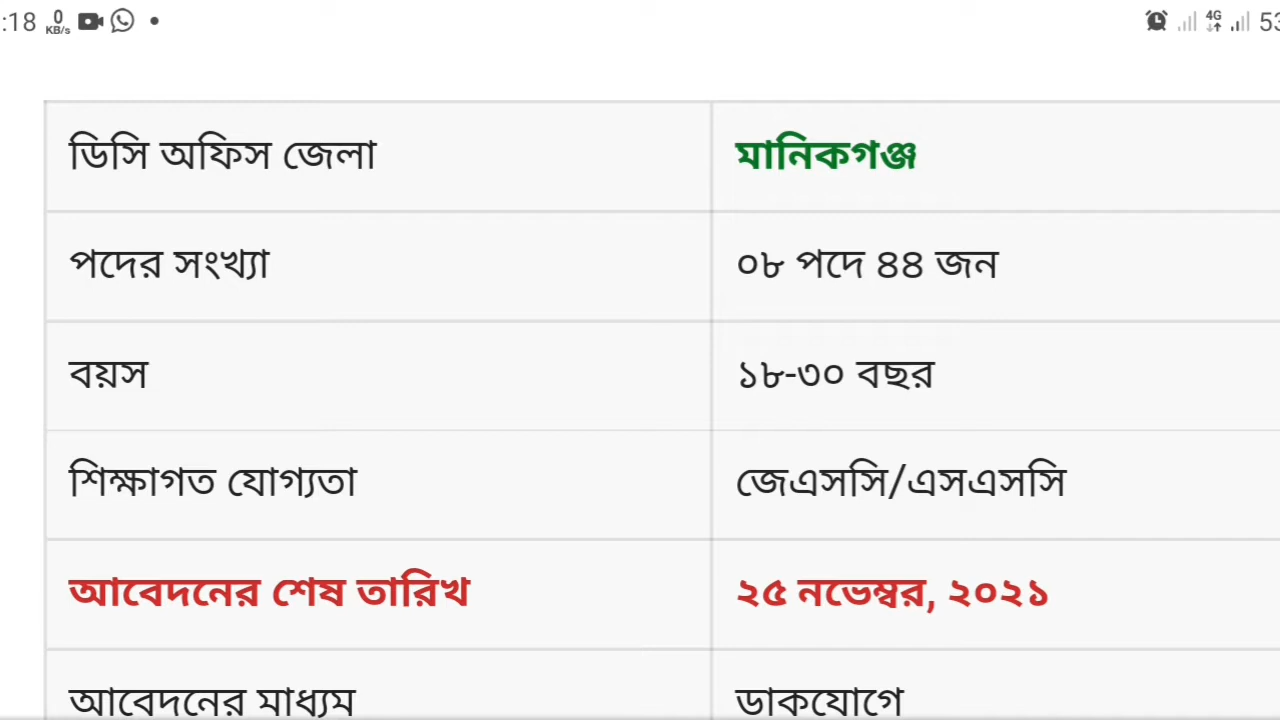 :18 0 KB/s 4G 53
ডিসি অফিস জেলা মানিকগঞ্জ
পদের সংখ্যা ০৮ পদে ৪৪ জন
বয়স ১৮-৩০ বছর
শিক্ষাগত যোগ্যতা জেএসসি/এসএসসি
আবেদনের শেষ তারিখ ২৫ নভেম্বর, ২০২১
আবেদনের মাধ্যম ডাকযোগে